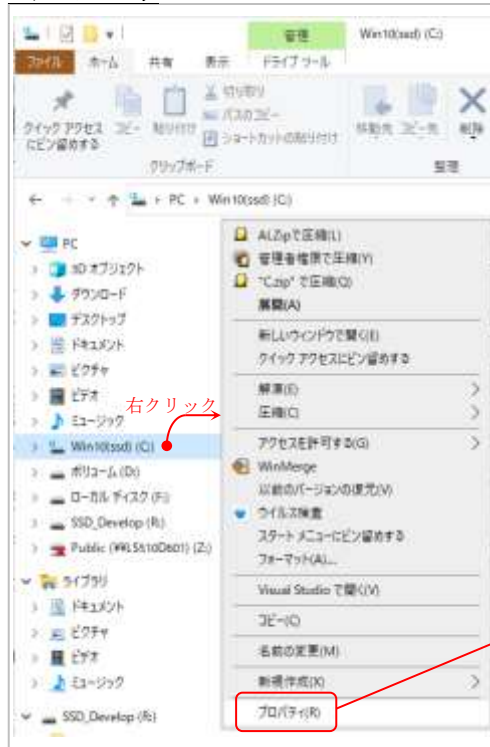 管理
Win10(ssd) (C:)
ファイル
ホーム
共有
表示
ドライブ ツール
クイック アクセス
にピン留めする
コピー
貼り付け
切り取り
パスのコピー
ショートカットの貼り付け
移動先
コピー先
削除
クリップボード
整理
PC › Win10(ssd) (C:)
PC
3D オブジェクト
ダウンロード
デスクトップ
ドキュメント
ピクチャ
ビデオ
ミュージック
Win10(ssd) (C:)
ボリューム (D:)
ローカル ディスク (F:)
SSD_Develop (R:)
Public (¥¥LS510D601) (Z:)
ライブラリ
ドキュメント
ピクチャ
ビデオ
ミュージック
SSD_Develop (R:)
右クリック
ALZipで圧縮(L)
管理者権限で圧縮(Y)
"C.zip" で圧縮(Q)
展開(A)
新しいウィンドウで開く(E)
クイック アクセスにピン留めする
解凍(E)
圧縮(C)
アクセスを許可する(G)
WinMerge
以前のバージョンの復元(V)
ウイルス検査
スタート メニューにピン留めする
フォーマット(A)...
Visual Studio で開く(V)
コピー(C)
名前の変更(M)
新規作成(X)
プロパティ(R)